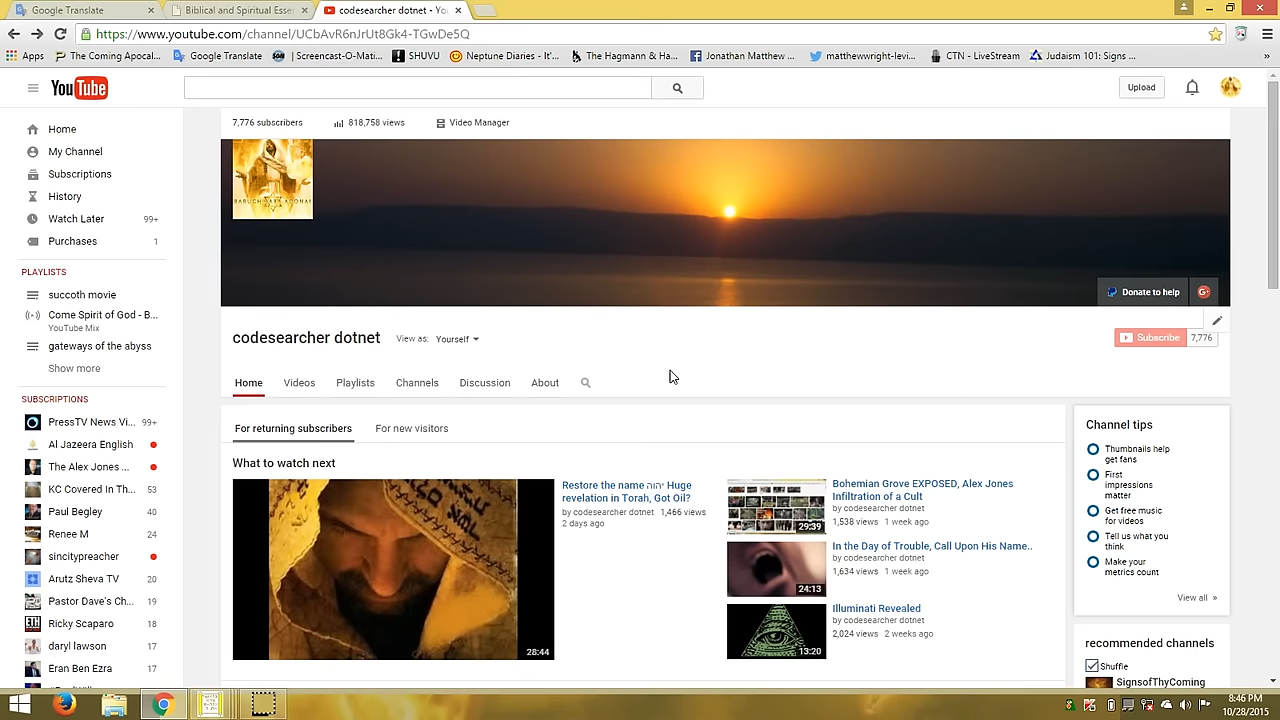 Google Translate
Biblical and Spiritual Esse
codesearcher dotnet - Yo
https://www.youtube.com/channel/UCbAvR6nJrUt8Gk4-TGwDe5Q
Apps
The Coming Apocal...
Google Translate
| Screencast-O-Mati...
SHUVU
Neptune Diaries - It'...
The Hagmann & Ha...
Jonathan Matthew ...
matthewwright-levi...
CTN - LiveStream
Judaism 101: Signs ...
»
YouTube
Upload
7,776 subscribers
818,758 views
Video Manager
Home
My Channel
Subscriptions
History
Watch Later 99+
Purchases 1
PLAYLISTS
succoth movie
Come Spirit of God - B...
YouTube Mix
gateways of the abyss
Show more
SUBSCRIPTIONS
PressTV News Vi... 99+
Al Jazeera English
The Alex Jones ...
KC Covered In Th... 53
Paul Begley 40
Renee M 24
sincitypreacher
Arutz Sheva TV 20
Pastor Dave's Ch... 19
Ricky Scaparo 18
daryl lawson 17
Eran Ben Ezra 17
Donate to help
G+
codesearcher dotnet
View as: Yourself
Subscribe 7,776
Home
Videos
Playlists
Channels
Discussion
About
For returning subscribers
For new visitors
What to watch next
28:44
Restore the name יהוה Huge
revelation in Torah, Got Oil?
by codesearcher dotnet 1,466 views
2 days ago
29:39
Bohemian Grove EXPOSED, Alex Jones
Infiltration of a Cult
by codesearcher dotnet
1,538 views 1 week ago
24:13
In the Day of Trouble, Call Upon His Name..
by codesearcher dotnet
1,634 views 1 week ago
13:20
Illuminati Revealed
by codesearcher dotnet
2,024 views 2 weeks ago
Channel tips
Thumbnails help
get fans
First
impressions
matter
Get free music
for videos
Tell us what you
think
Make your
metrics count
View all »
recommended channels
Shuffle
SignsofThyComing
8:46 PM
10/28/2015